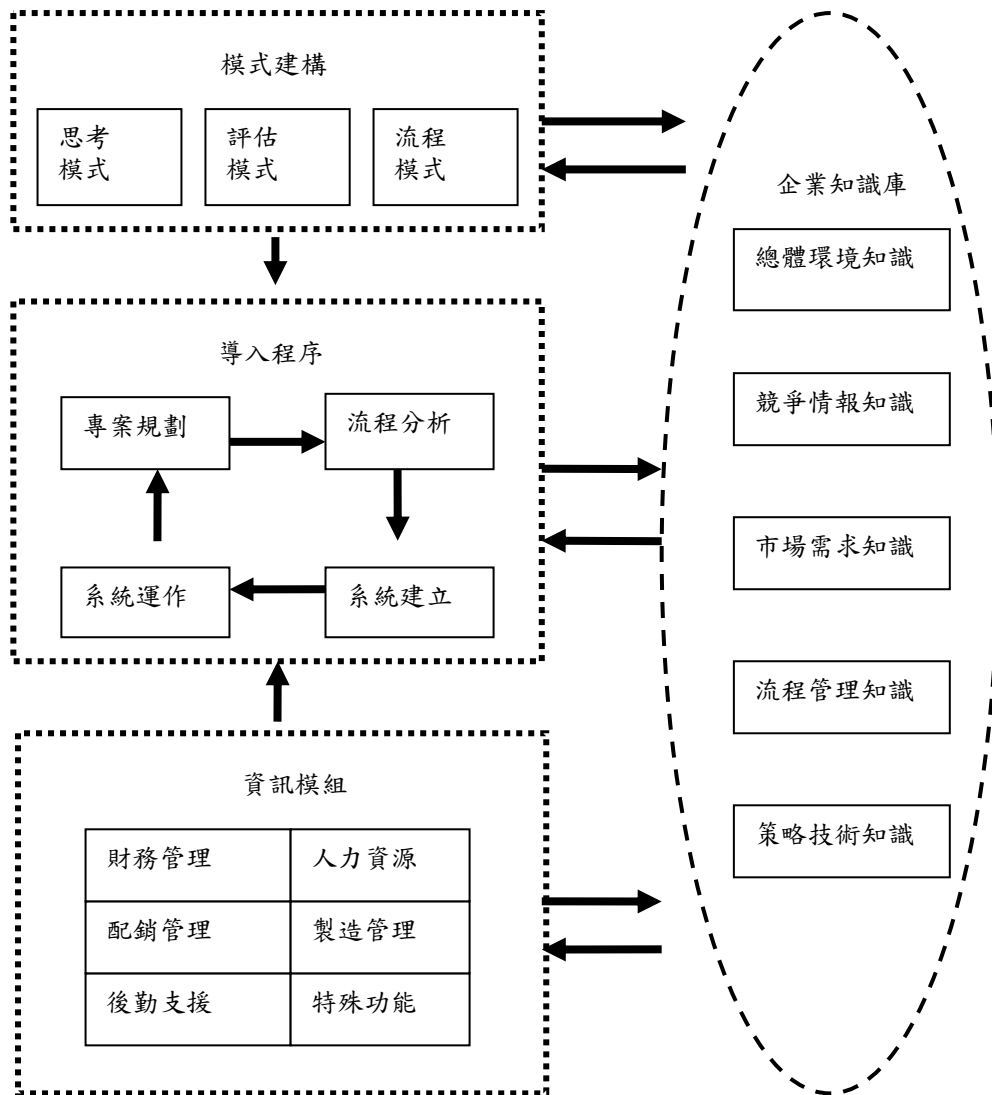 模式建構
思考
模式
評估
模式
流程
模式
導入程序
專案規劃
流程分析
系統運作
系統建立
資訊模組
財務管理
人力資源
配銷管理
製造管理
後勤支援
特殊功能
企業知識庫
總體環境知識
競爭情報知識
市場需求知識
流程管理知識
策略技術知識